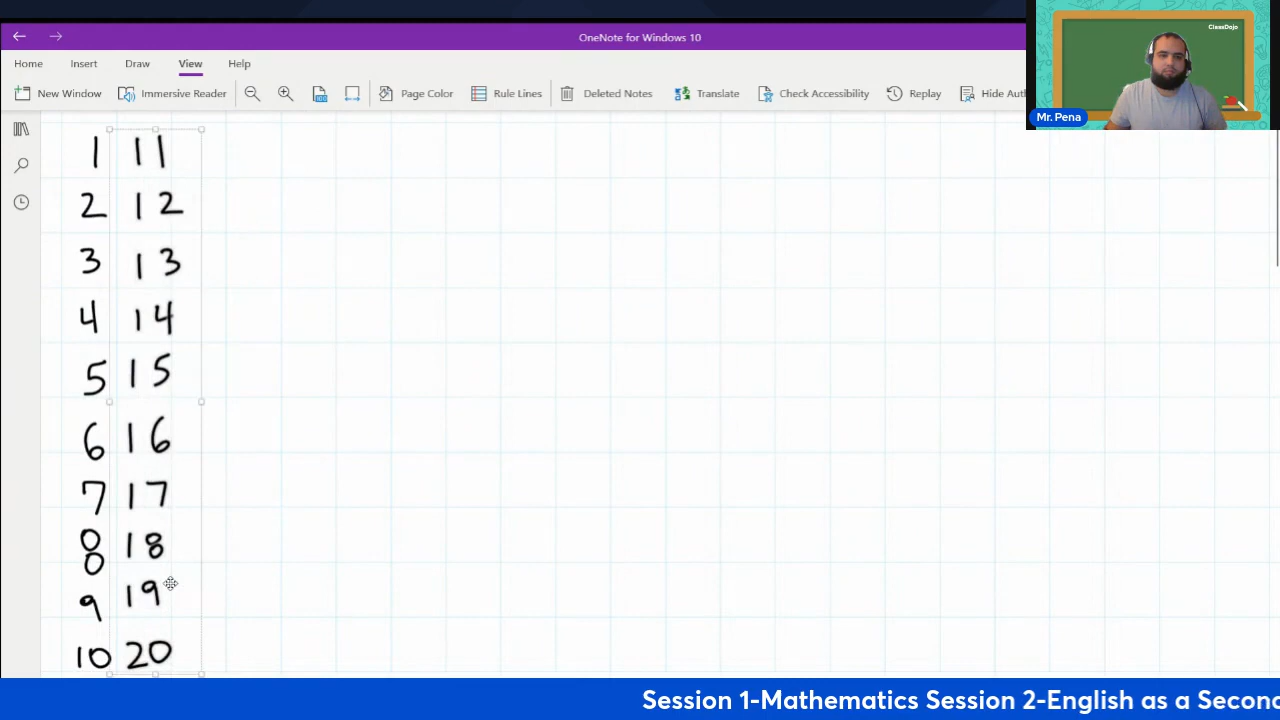 OneNote for Windows 10
Home Insert Draw View Help
New Window Immersive Reader Page Color Rule Lines Deleted Notes Translate Check Accessibility Replay Hide Auth
ClassDojo
Mr. Pena
1 11
2 12
3 13
4 14
5 15
6 16
7 17
8 18
9 19
10 20
Session 1-Mathematics Session 2-English as a Second